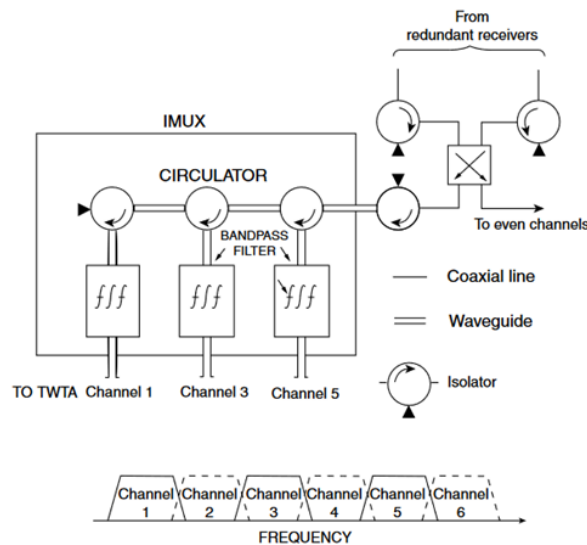 From
redundant receivers
IMUX
CIRCULATOR
To even channels
BANDPASS
FILTER
Coaxial line
Waveguide
TO TWTA Channel 1 Channel 3 Channel 5
Isolator
Channel 1
Channel 2
Channel 3
Channel 4
Channel 5
Channel 6
FREQUENCY